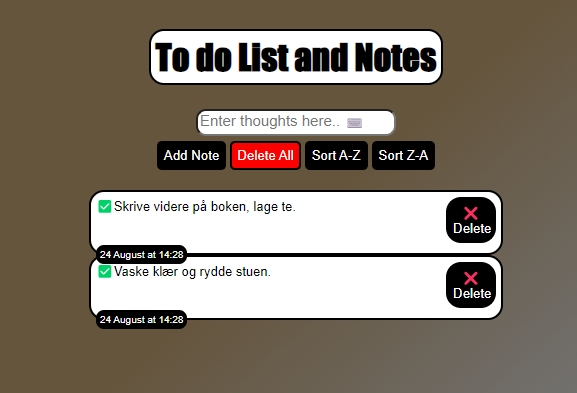 To do List and Notes
Enter thoughts here.. ⌨
Add Note Delete All Sort A-Z Sort Z-A
✅ Skrive videre på boken, lage te.
❌
Delete
24 August at 14:28
✅ Vaske klær og rydde stuen.
❌
Delete
24 August at 14:28